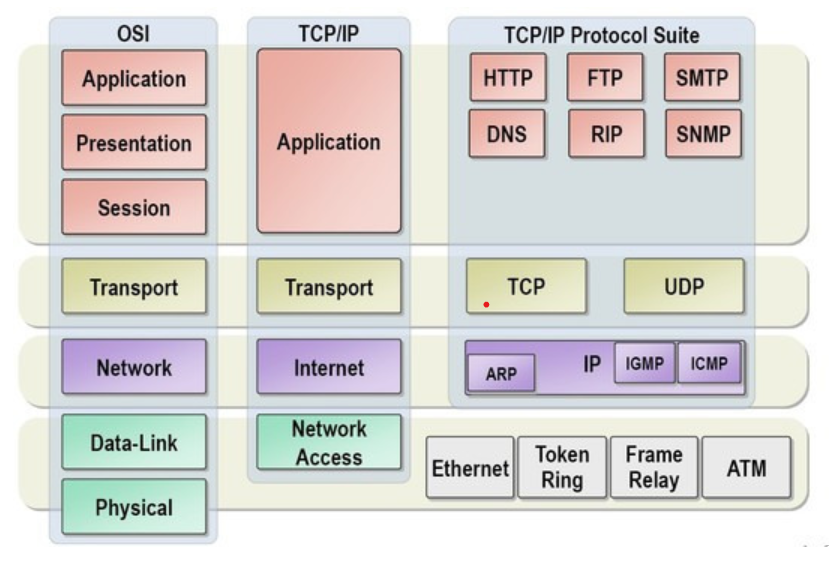 OSI
TCP/IP
TCP/IP Protocol Suite
Application
Presentation
Session
Application
HTTP
FTP
SMTP
DNS
RIP
SNMP
Transport
Transport
TCP
UDP
Network
Internet
ARP
IP
IGMP
ICMP
Data-Link
Physical
Network
Access
Ethernet
Token
Ring
Frame
Relay
ATM